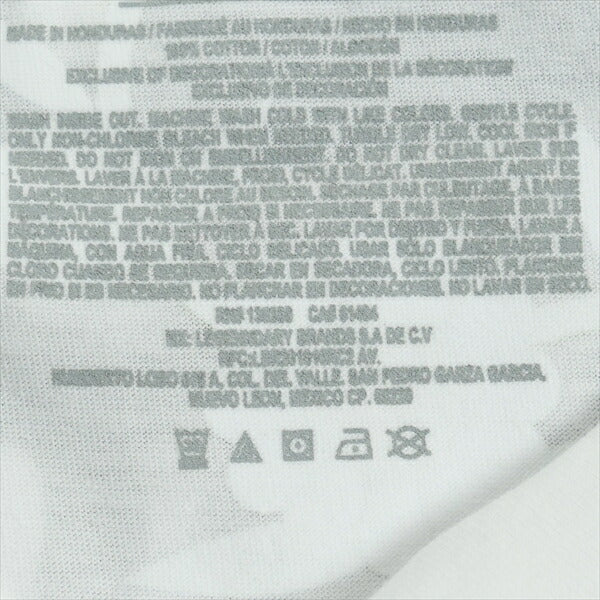 MADE IN HONDURAS / FABRIQUÉ AU HONDURAS / HECHO EN HONDURAS
100% COTTON / COTON / ALGODON
EXCLUSIVE OF DECORATIONS L'EXCLUSION DE LA DÉCORATION
EXCLUSIVO DE DECORACIÓN
WASH INSIDE OUT. MACHINE WASH COLD WITH LIKE COLORS, GENTLE CYCLE.
ONLY NON-CHLORINE BLEACH WHEN NEEDED. TUMBLE DRY LOW. COOL IRON IF
NEEDED. DO NOT IRON ON EMBELLISHMENT. DO NOT DRY CLEAN. LAVER SUR
L'ENVERS. LAVER À LA MACHINE, FROID, CYCLE DÉLICAT. UNIQUEMENT AGENT DE
BLANCHIMENT NON CHLORÉ AU BESOIN. SÉCHAGE PAR CULBUTAGE, À BASSE
TEMPÉRATURE. REPASSER À FROID SI NÉCESSAIRE. NE PAS REPASSER SUR LES
DÉCORATIONS. NE PAS NETTOYER À SEC. LAVAR POR DENTRO Y FUERA. LAVAR A
MÁQUINA, CON AGUA FRIA, CICLO DELICADO. USAR SÓLO BLANQUEADOR SIN
CLORO CUANDO SE REQUIERA. SECAR EN SECADORA, CICLO LENTO. PLANCHAR
EN FRIO SI ES NECESARIO. NO PLANCHAR EN DECORACIONES. NO LAVAR EN SECO.
MX: LEGENDARY BRANDS S.A DE C.V
HUMBERTO LOBO A, COL. DEL VALLE. SAN PEDRO GARZA GARCIA,
NUEVO LEON, MÉXICO CP.